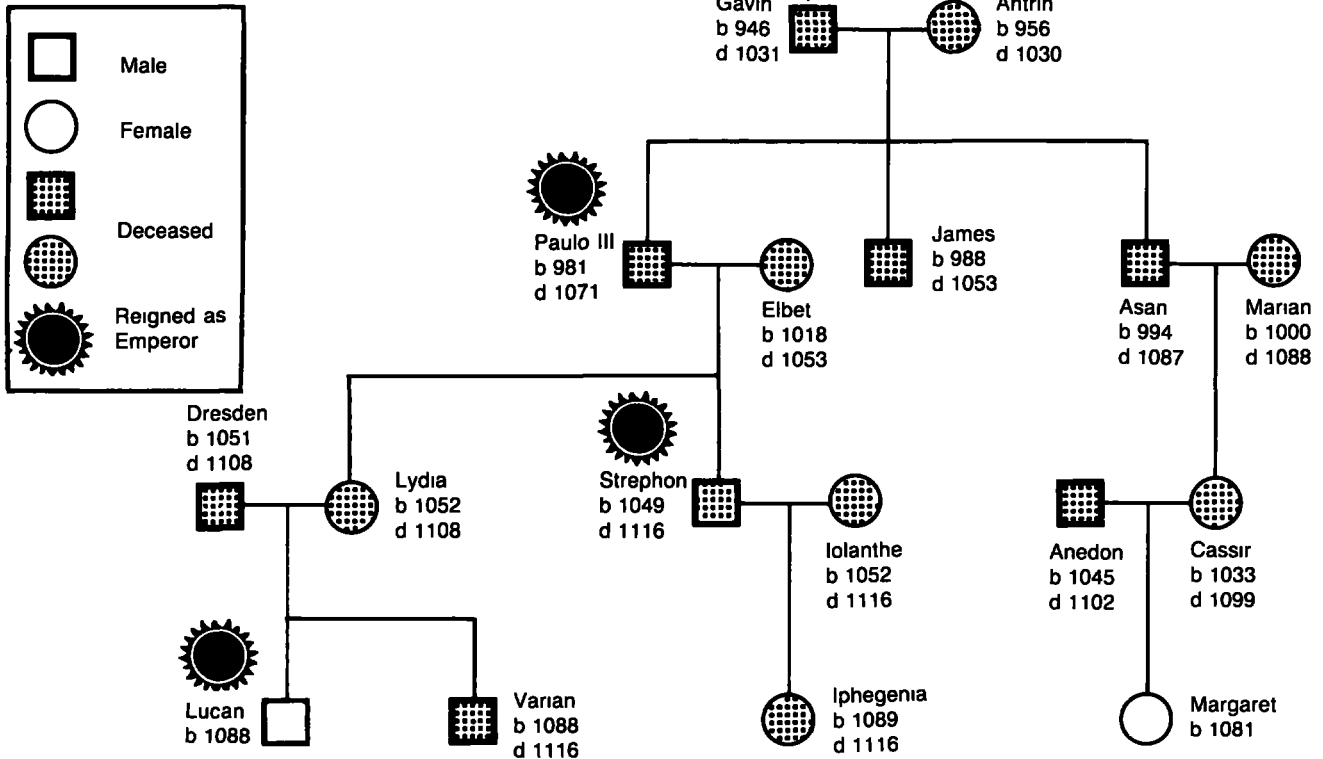 Male
Female
Deceased
Reigned as
Emperor
Gavin
b 946
d 1031
Antrin
b 956
d 1030
Paulo III
b 981
d 1071
Elbet
b 1018
d 1053
James
b 988
d 1053
Asan
b 994
d 1087
Marian
b 1000
d 1088
Dresden
b 1051
d 1108
Lydia
b 1052
d 1108
Strephon
b 1049
d 1116
Iolanthe
b 1052
d 1116
Anedon
b 1045
d 1102
Cassir
b 1033
d 1099
Lucan
b 1088
Varian
b 1088
d 1116
Iphegenia
b 1089
d 1116
Margaret
b 1081